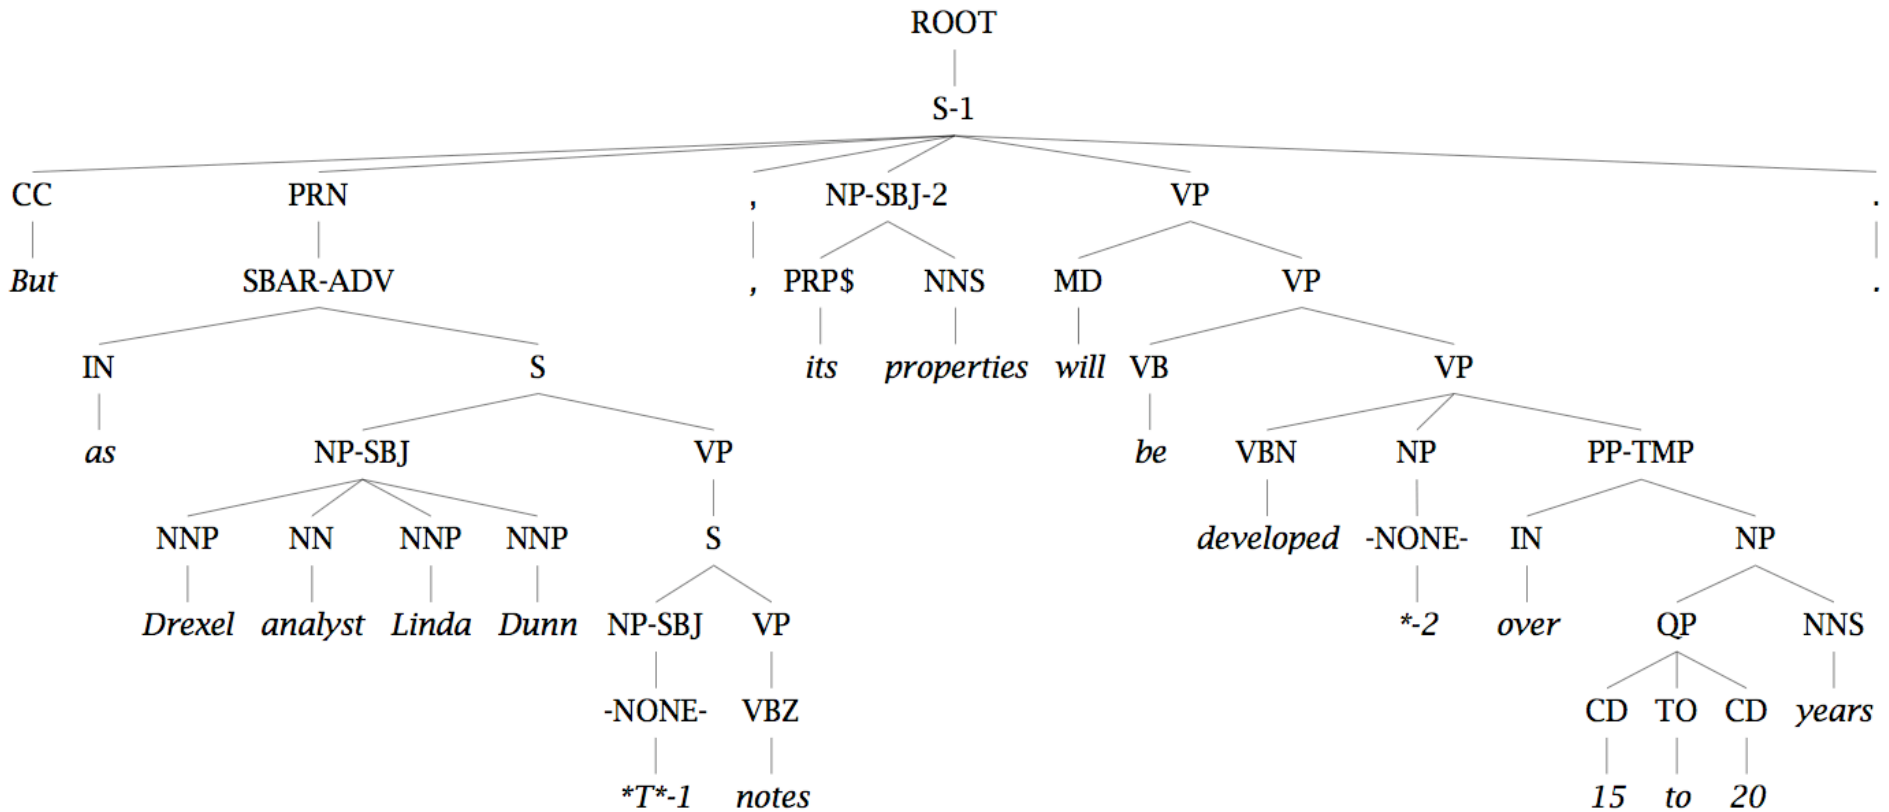 ROOT
S-1
CC PRN , NP-SBJ-2 VP .
But SBAR-ADV , PRP$ NNS MD VP .
IN S its properties will VB VP
as NP-SBJ VP be VBN NP PP-TMP
NNP NN NNP NNP S developed -NONE- IN NP
Drexel analyst Linda Dunn NP-SBJ VP *-2 over QP NNS
-NONE- VBZ CD TO CD years
*T*-1 notes 15 to 20